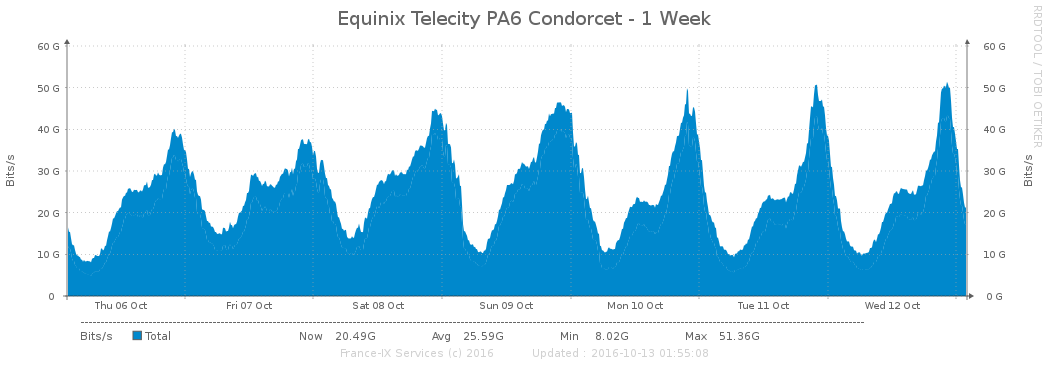 Equinix Telecity PA6 Condorcet - 1 Week
RRDTOOL / TOBI OETIKER
Bits/s
Bits/s
60 G 60 G
50 G 50 G
40 G 40 G
30 G 30 G
20 G 20 G
10 G 10 G
0 0 G
Thu 06 Oct Fri 07 Oct Sat 08 Oct Sun 09 Oct Mon 10 Oct Tue 11 Oct Wed 12 Oct
Bits/s Total Now 20.49G Avg 25.59G Min 8.02G Max 51.36G
France-IX Services (c) 2016 Updated : 2016-10-13 01:55:08